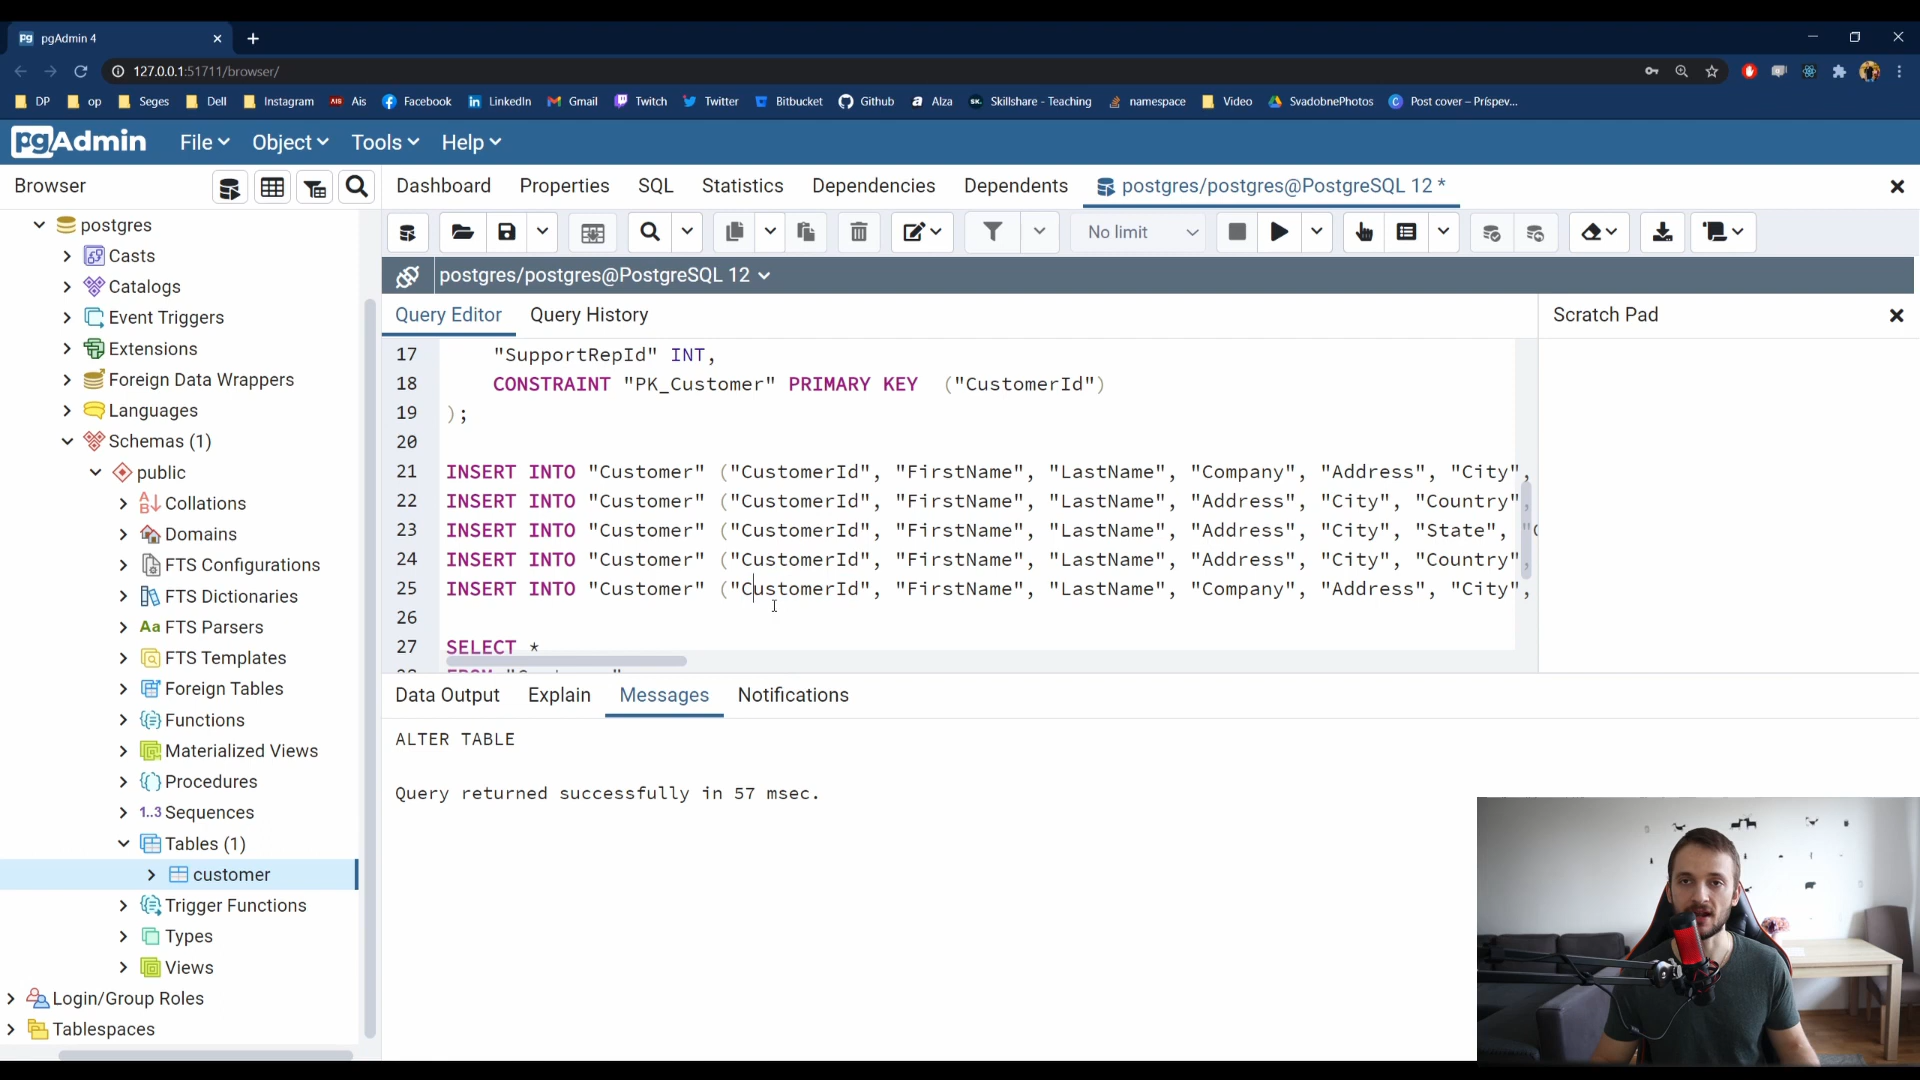 pgAdmin 4
127.0.0.1:51711/browser/
DP
op
Seges
Dell
Instagram
Ais
Facebook
LinkedIn
Gmail
Twitch
Twitter
Bitbucket
Github
Alza
Skillshare - Teaching
namespace
Video
SvadobnePhotos
Post cover – Príspev...
pgAdmin
File
Object
Tools
Help
Browser
Dashboard
Properties
SQL
Statistics
Dependencies
Dependents
postgres/postgres@PostgreSQL 12 *
No limit
postgres/postgres@PostgreSQL 12
Query Editor
Query History
Scratch Pad
postgres
Casts
Catalogs
Event Triggers
Extensions
Foreign Data Wrappers
Languages
Schemas (1)
public
Collations
Domains
FTS Configurations
FTS Dictionaries
Aa FTS Parsers
FTS Templates
Foreign Tables
Functions
Materialized Views
Procedures
1..3 Sequences
Tables (1)
customer
Trigger Functions
Types
Views
Login/Group Roles
Tablespaces
17 "SupportRepId" INT,
18 CONSTRAINT "PK_Customer" PRIMARY KEY ("CustomerId")
19 );
20
21 INSERT INTO "Customer" ("CustomerId", "FirstName", "LastName", "Company", "Address", "City",
22 INSERT INTO "Customer" ("CustomerId", "FirstName", "LastName", "Address", "City", "Country",
23 INSERT INTO "Customer" ("CustomerId", "FirstName", "LastName", "Address", "City", "State", "C
24 INSERT INTO "Customer" ("CustomerId", "FirstName", "LastName", "Address", "City", "Country",
25 INSERT INTO "Customer" ("CustomerId", "FirstName", "LastName", "Company", "Address", "City",
26
27 SELECT *
Data Output
Explain
Messages
Notifications
ALTER TABLE
Query returned successfully in 57 msec.